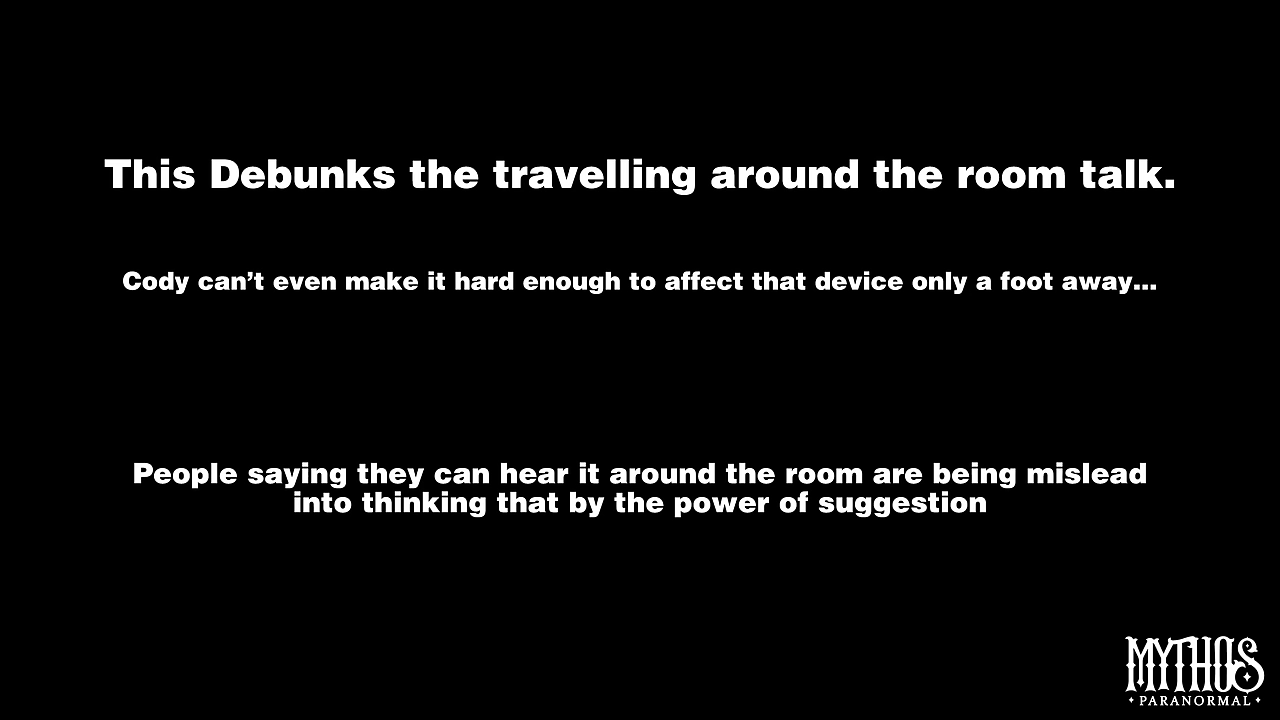 This Debunks the travelling around the room talk.
Cody can’t even make it hard enough to affect that device only a foot away...
People saying they can hear it around the room are being mislead
into thinking that by the power of suggestion
MYTHOS
PARANORMAL